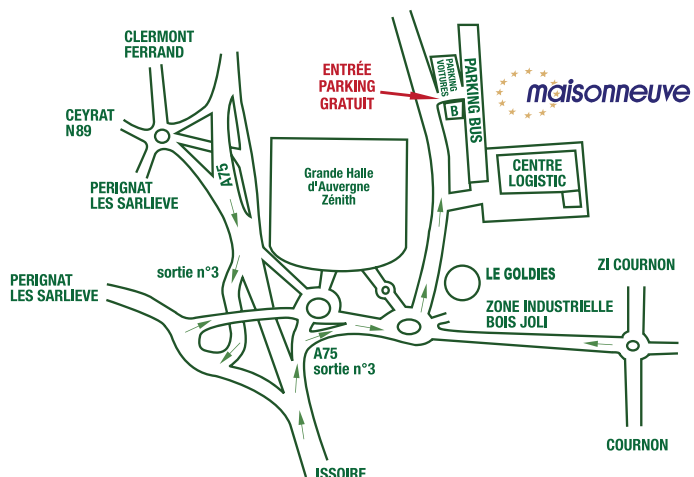 CLERMONT
FERRAND
CEYRAT
N89
PERIGNAT
LES SARLIEVE
A75
ENTRÉE
PARKING
GRATUIT
PARKING
VOITURES
B
PARKING BUS
maisonneuve
CENTRE
LOGISTIC
Grande Halle
d'Auvergne
Zénith
sortie n°3
PERIGNAT
LES SARLIEVE
LE GOLDIES
ZI COURNON
ZONE INDUSTRIELLE
BOIS JOLI
A75
sortie n°3
COURNON
ISSOIRE